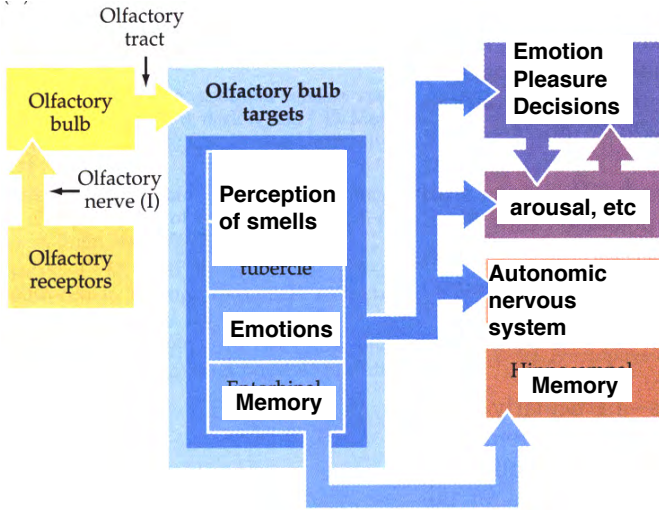 Olfactory
tract
Olfactory
bulb
Olfactory
nerve (I)
Olfactory
receptors
Olfactory bulb
targets
Perception
of smells
tubercle
Emotions
Memory
Emotion
Pleasure
Decisions
arousal, etc
Autonomic
nervous
system
Memory